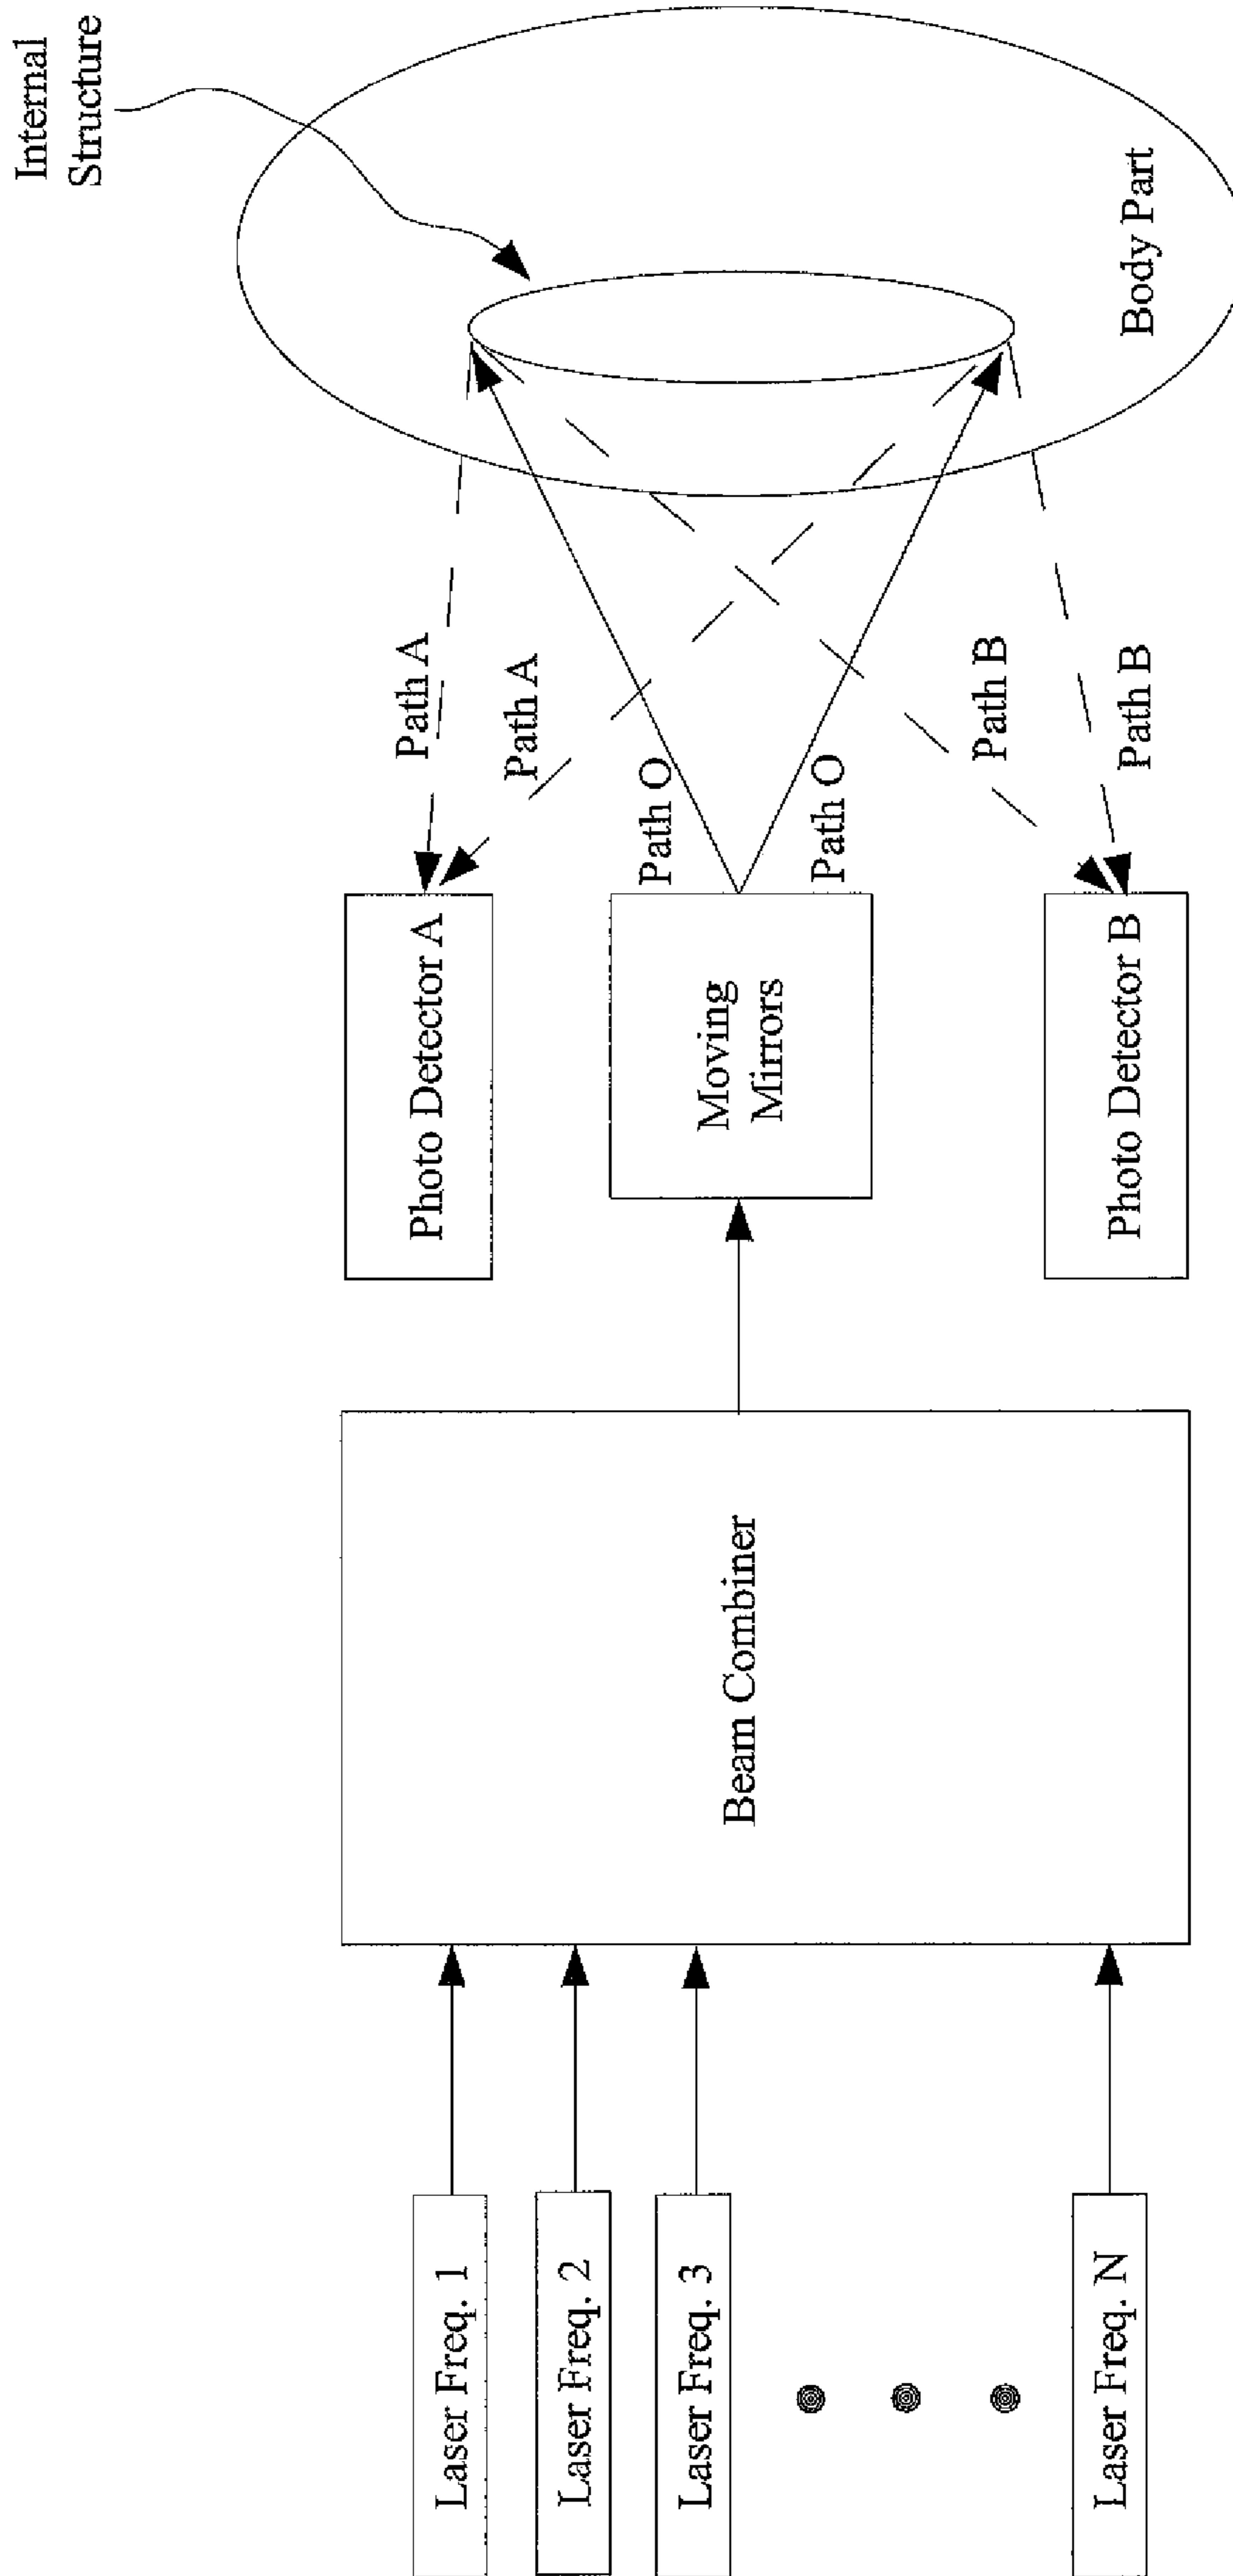 Laser Freq. 1
Laser Freq. 2
Laser Freq. 3
Laser Freq. N
Beam Combiner
Photo Detector A
Moving
Mirrors
Photo Detector B
Path A
Path A
Path O
Path O
Path B
Path B
Internal
Structure
Body Part